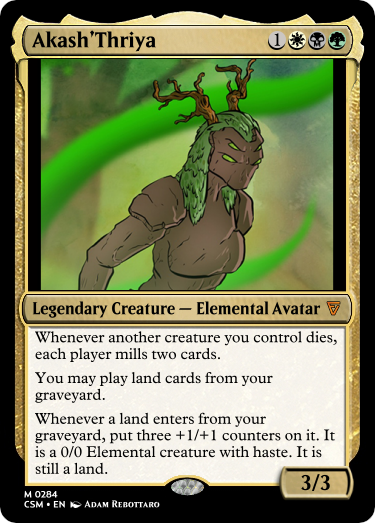 Akash'Thriya 1
Legendary Creature — Elemental Avatar
Whenever another creature you control dies,
each player mills two cards.
You may play land cards from your
graveyard.
Whenever a land enters from your
graveyard, put three +1/+1 counters on it. It
is a 0/0 Elemental creature with haste. It is
still a land.
3/3
M 0284
CSM • EN Adam Rebottaro